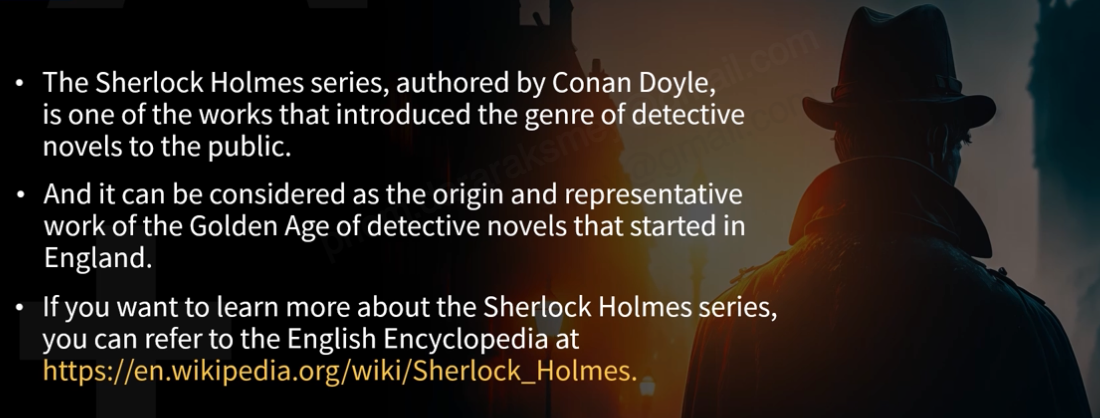 • The Sherlock Holmes series, authored by Conan Doyle,
is one of the works that introduced the genre of detective
novels to the public.
• And it can be considered as the origin and representative
work of the Golden Age of detective novels that started in
England.
• If you want to learn more about the Sherlock Holmes series,
you can refer to the English Encyclopedia at
https://en.wikipedia.org/wiki/Sherlock_Holmes.